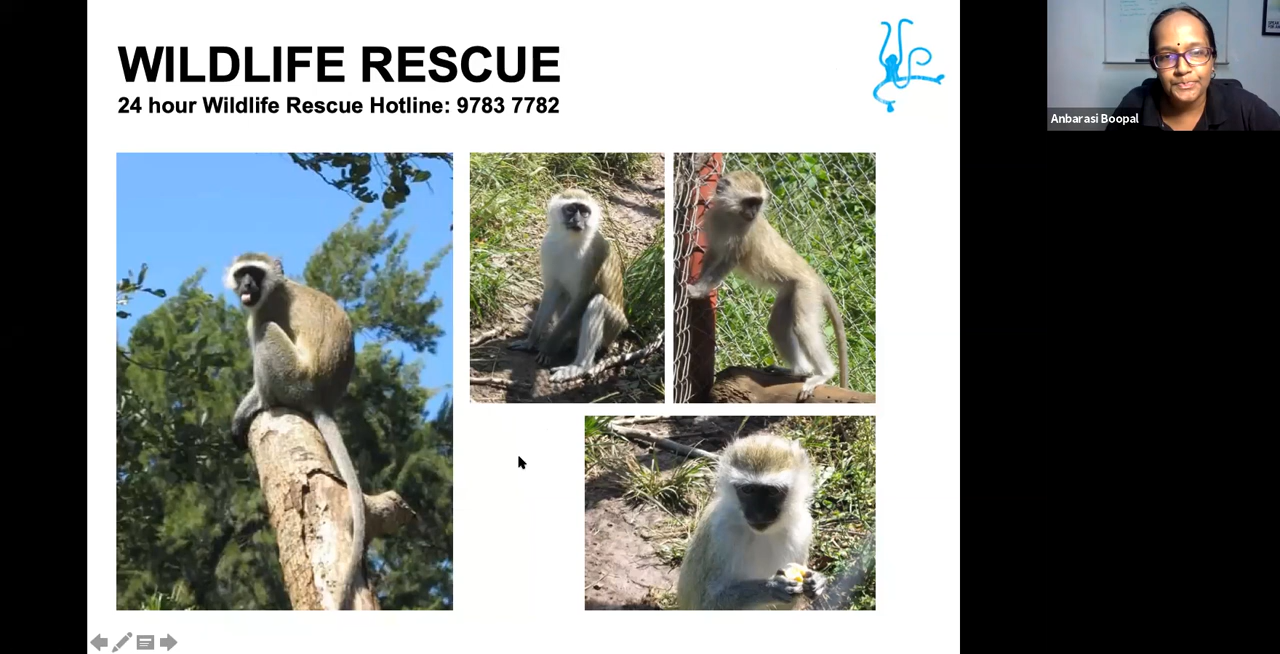 WILDLIFE RESCUE
24 hour Wildlife Rescue Hotline: 9783 7782
Anbarasi Boopal